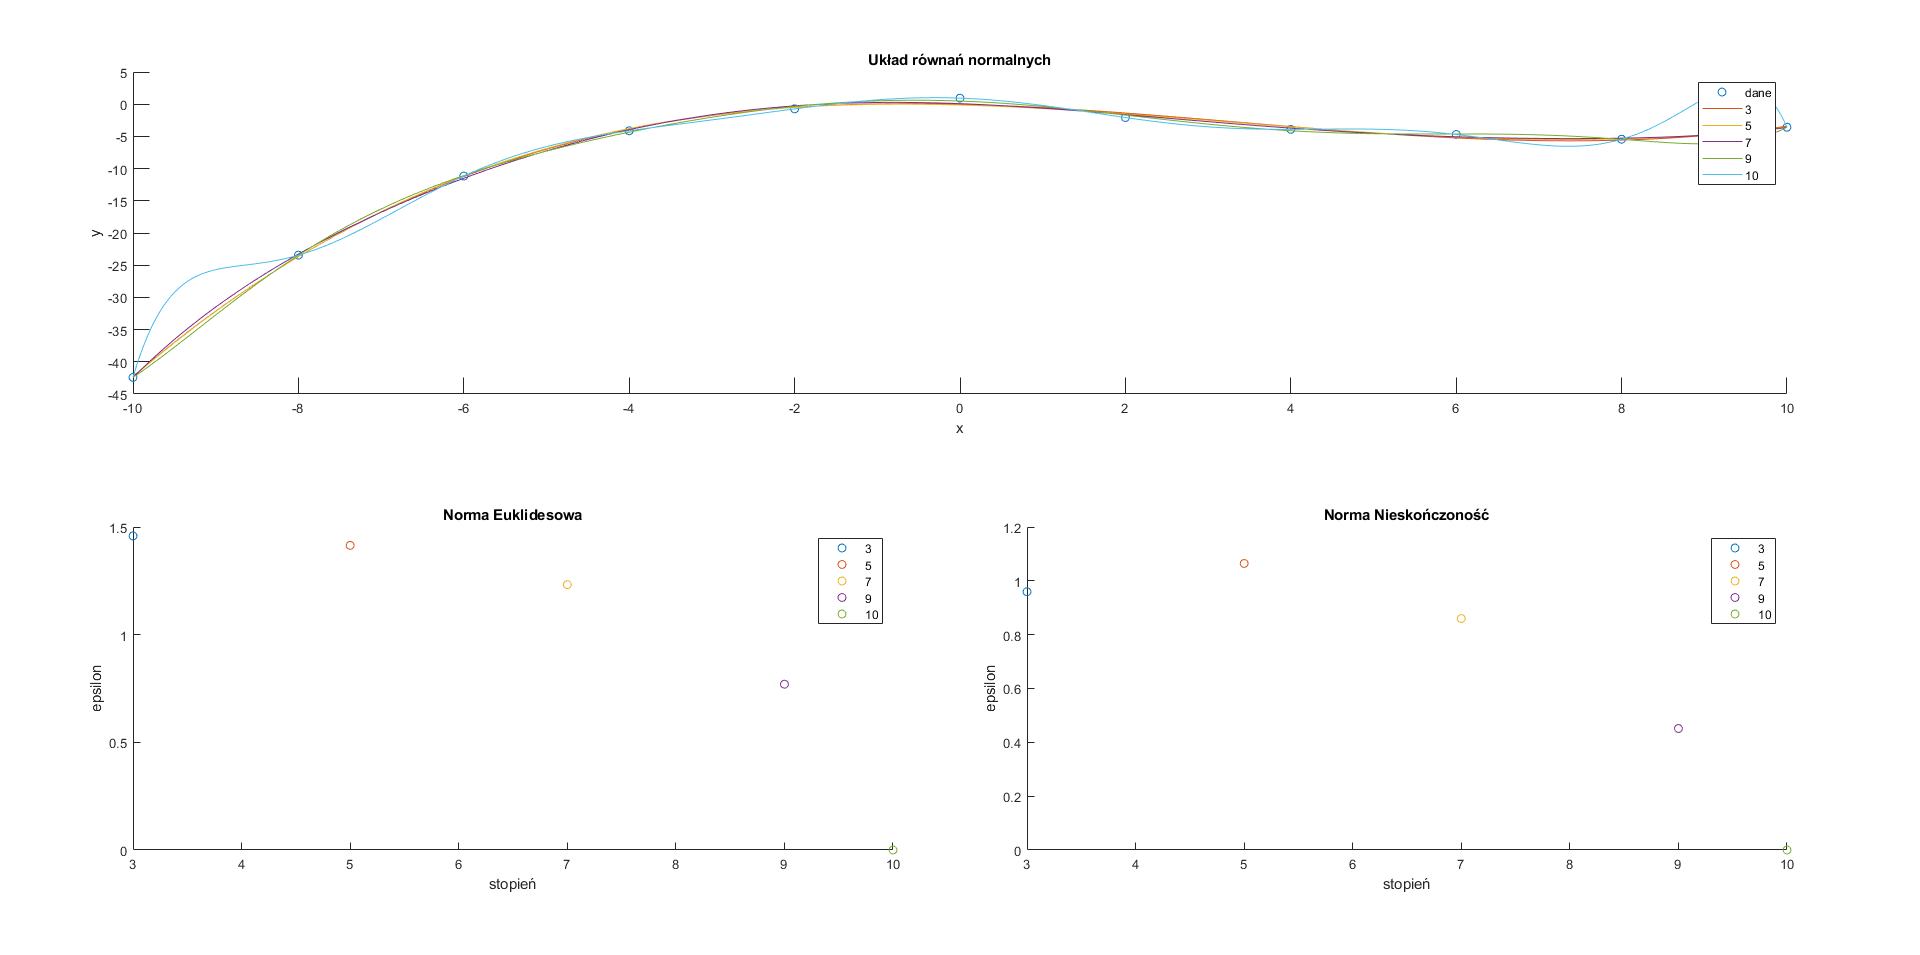 Układ równań normalnych
5
0
-5
-10
-15
-20
-25
-30
-35
-40
-45
y
-10 -8 -6 -4 -2 0 2 4 6 8 10
x
dane
3
5
7
9
10
Norma Euklidesowa
1.5
1
0.5
0
epsilon
3 4 5 6 7 8 9 10
stopień
3
5
7
9
10
Norma Nieskończoność
1.2
1
0.8
0.6
0.4
0.2
0
epsilon
3 4 5 6 7 8 9 10
stopień
3
5
7
9
10